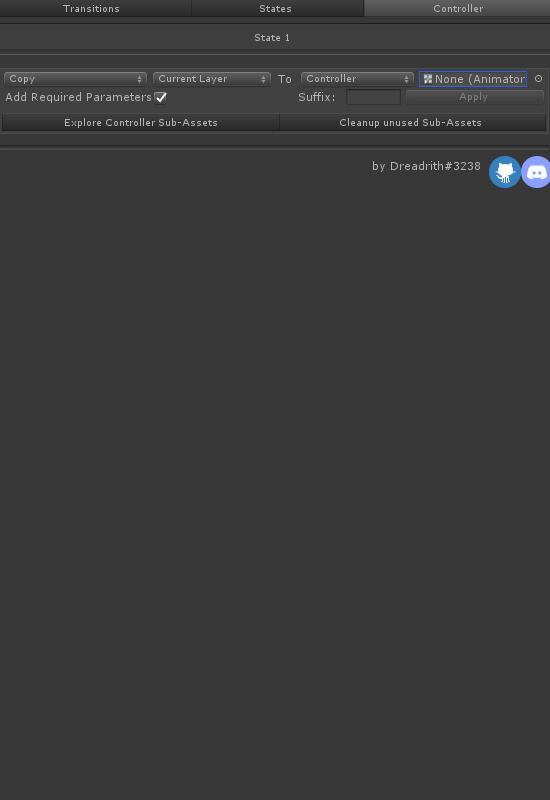 Transitions States Controller
State 1
Copy Current Layer To Controller None (Animator
Add Required Parameters Suffix: Apply
Explore Controller Sub-Assets Cleanup unused Sub-Assets
by Dreadrith#3238